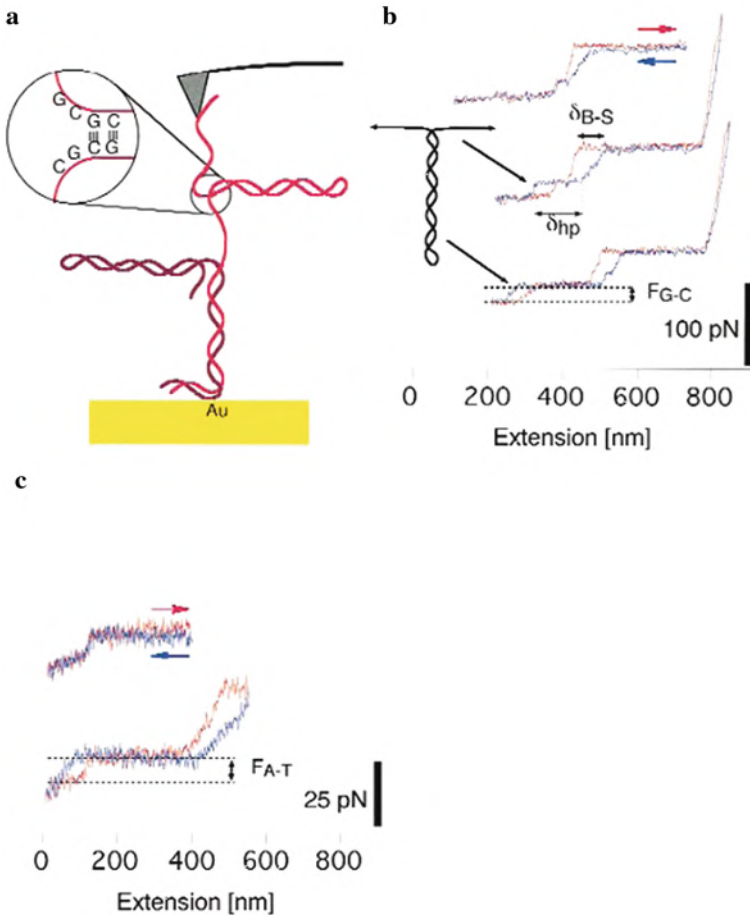 a
G
C
G C
C G
G
C
Au
b
δB-S
δhp
FG-C
100 pN
0 200 400 600 800
Extension [nm]
c
FA-T
25 pN
0 200 400 600 800
Extension [nm]